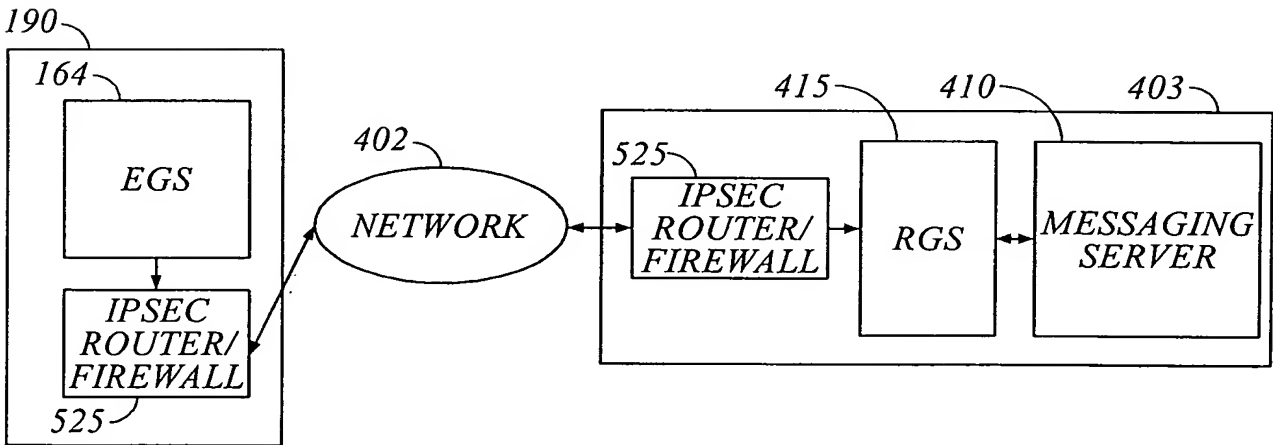 190
164
EGS
IPSEC
ROUTER/
FIREWALL
525
402
NETWORK
403
525
IPSEC
ROUTER/
FIREWALL
415
RGS
410
MESSAGING
SERVER